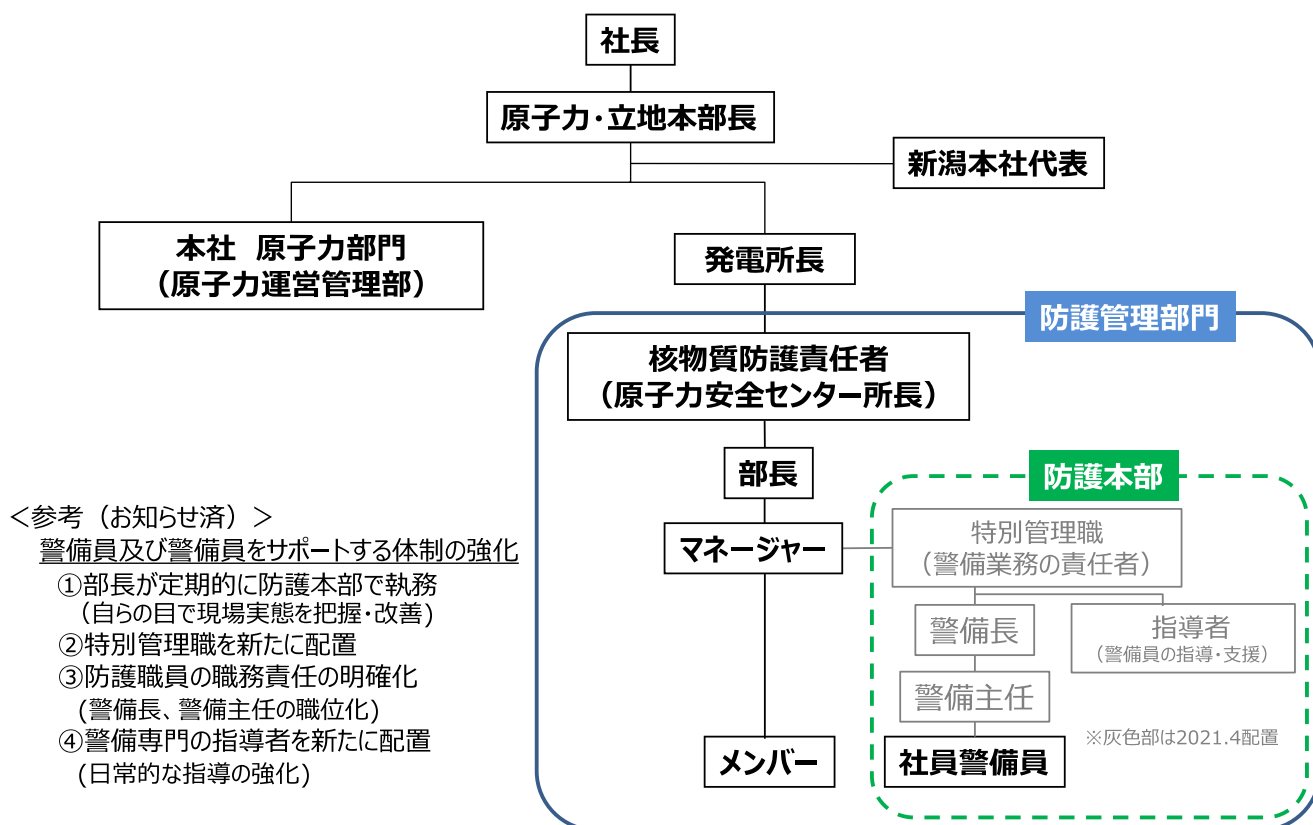 社長
原子力・立地本部長
新潟本社代表
本社 原子力部門
（原子力運営管理部）
発電所長
防護管理部門
核物質防護責任者
（原子力安全センター所長）
部長
防護本部
マネージャー
特別管理職
（警備業務の責任者）
警備長
指導者
（警備員の指導・支援）
警備主任
※灰色部は2021.4配置
メンバー
社員警備員
＜参考（お知らせ済）＞
警備員及び警備員をサポートする体制の強化
①部長が定期的に防護本部で執務
（自らの目で現場実態を把握・改善）
②特別管理職を新たに配置
③防護職員の職務責任の明確化
(警備長、警備主任の職位化)
④警備専門の指導者を新たに配置
(日常的な指導の強化)